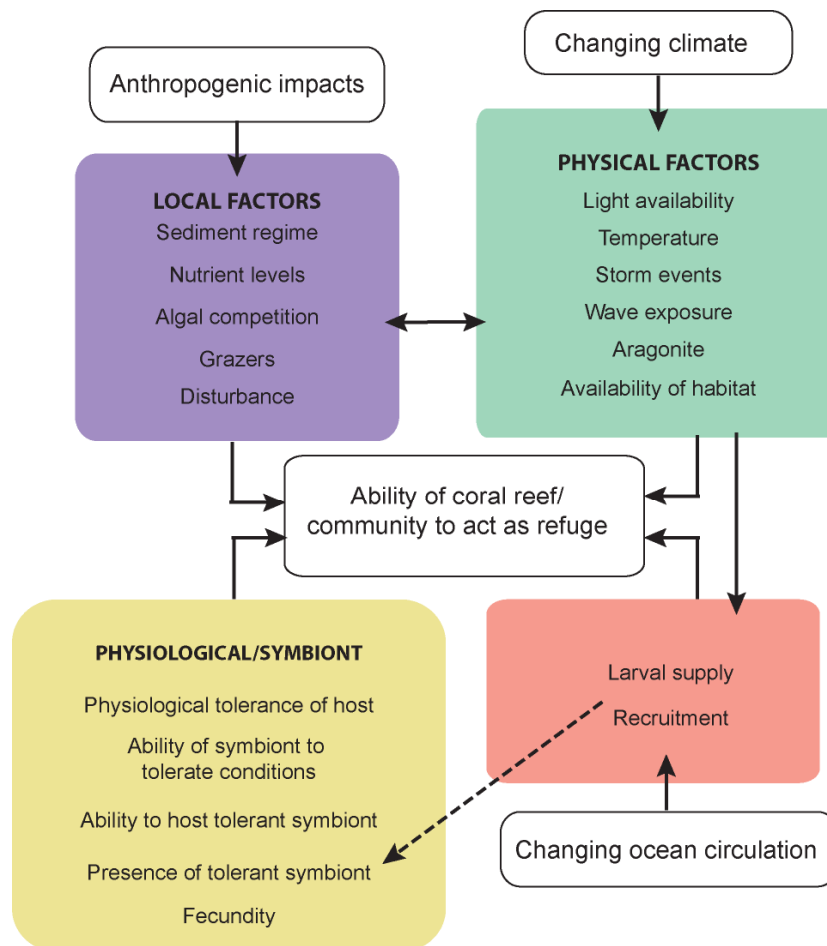 Changing climate
Anthropogenic impacts
PHYSICAL FACTORS
Light availability
Temperature
Storm events
Wave exposure
Aragonite
Availability of habitat
LOCAL FACTORS
Sediment regime
Nutrient levels
Algal competition
Grazers
Disturbance
Ability of coral reef/
community to act as refuge
PHYSIOLOGICAL/SYMBIONT
Physiological tolerance of host
Ability of symbiont to
tolerate conditions
Ability to host tolerant symbiont
Presence of tolerant symbiont
Fecundity
Larval supply
Recruitment
Changing ocean circulation